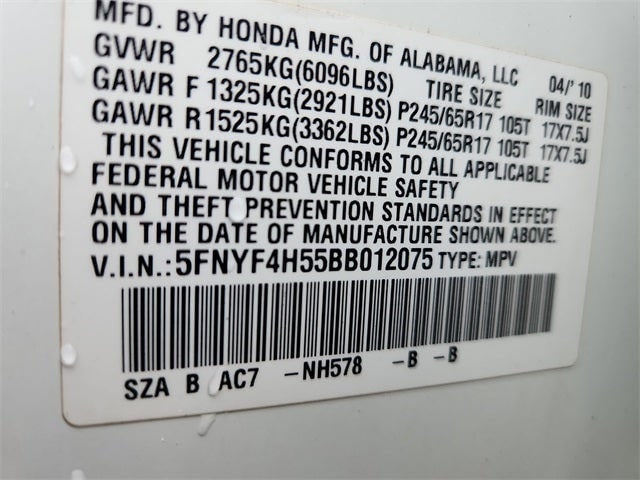 MFD. BY HONDA MFG. OF ALABAMA, LLC 04/'10
GVWR 2765KG(6096LBS) TIRE SIZE RIM SIZE
GAWR F 1325KG(2921LBS) P245/65R17 105T 17X7.5J
GAWR R 1525KG(3362LBS) P245/65R17 105T 17X7.5J
THIS VEHICLE CONFORMS TO ALL APPLICABLE
FEDERAL MOTOR VEHICLE SAFETY
AND THEFT PREVENTION STANDARDS IN EFFECT
ON THE DATE OF MANUFACTURE SHOWN ABOVE.
V.I.N.:5FNYF4H55BB012075 TYPE: MPV
SZA B AC7 -NH578 -B -B